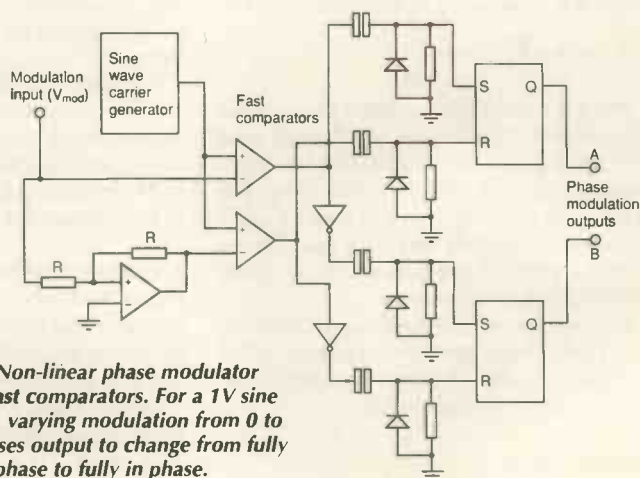 Modulation
input (Vmod)
Sine
wave
carrier
generator
Fast
comparators
+
−
+
−
R
R
+
−
S
Q
R
A
Phase
modulation
outputs
B
S
Q
R
Non-linear phase modulator
ast comparators. For a 1V sine
varying modulation from 0 to
ses output to change from fully
phase to fully in phase.